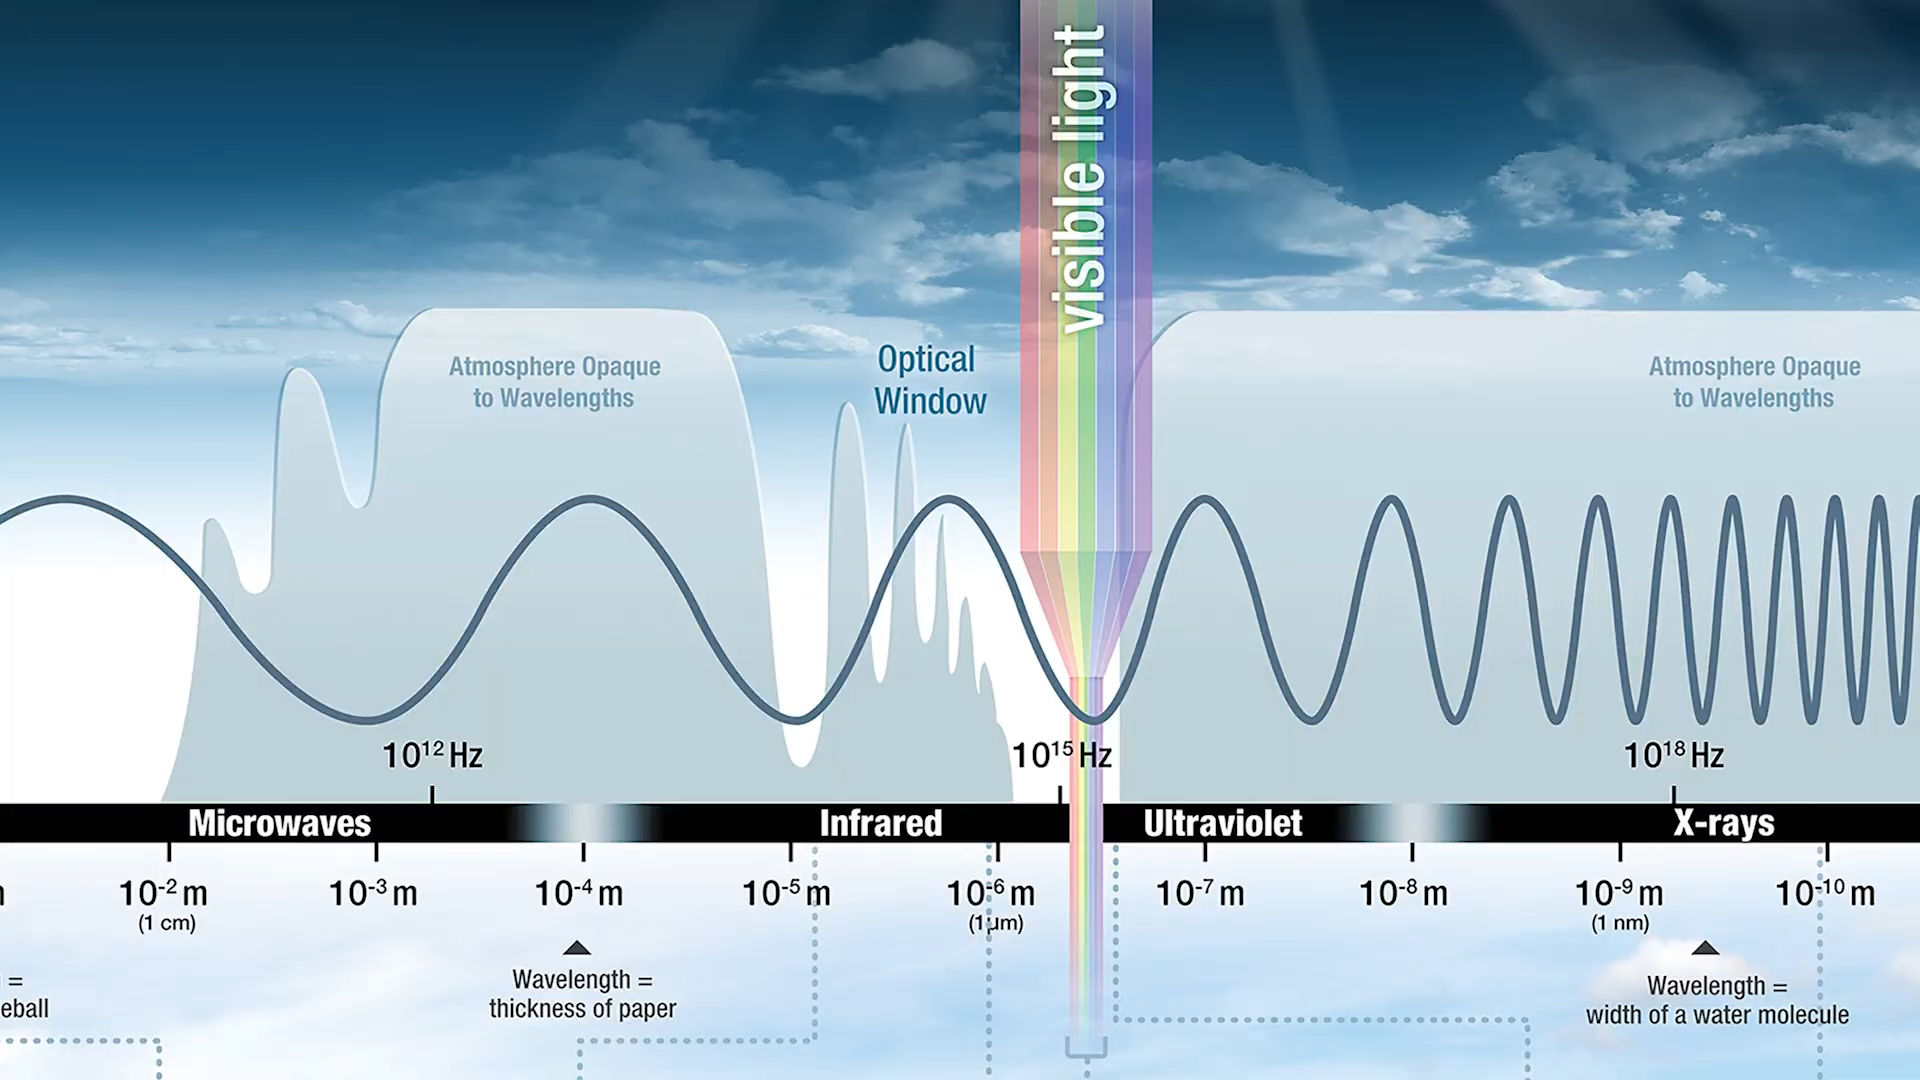 visible light
Atmosphere Opaque
to Wavelengths
Optical
Window
Atmosphere Opaque
to Wavelengths
10¹² Hz
10¹⁵ Hz
10¹⁸ Hz
Microwaves
Infrared
Ultraviolet
X-rays
10⁻² m
(1 cm)
10⁻³ m
10⁻⁴ m
10⁻⁵ m
10⁻⁶ m
(1µm)
10⁻⁷ m
10⁻⁸ m
10⁻⁹ m
(1 nm)
10⁻¹⁰ m
=
eball
Wavelength =
thickness of paper
Wavelength =
width of a water molecule